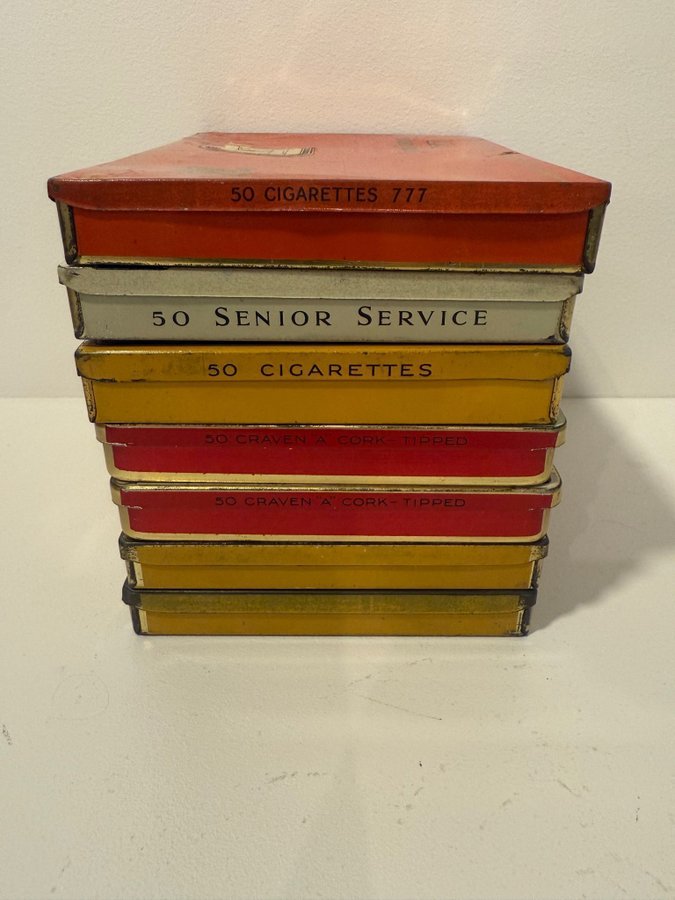 50 CIGARETTES 777
50 SENIOR SERVICE
50 CIGARETTES
50 CRAVEN A CORK-TIPPED
50 CRAVEN A CORK-TIPPED